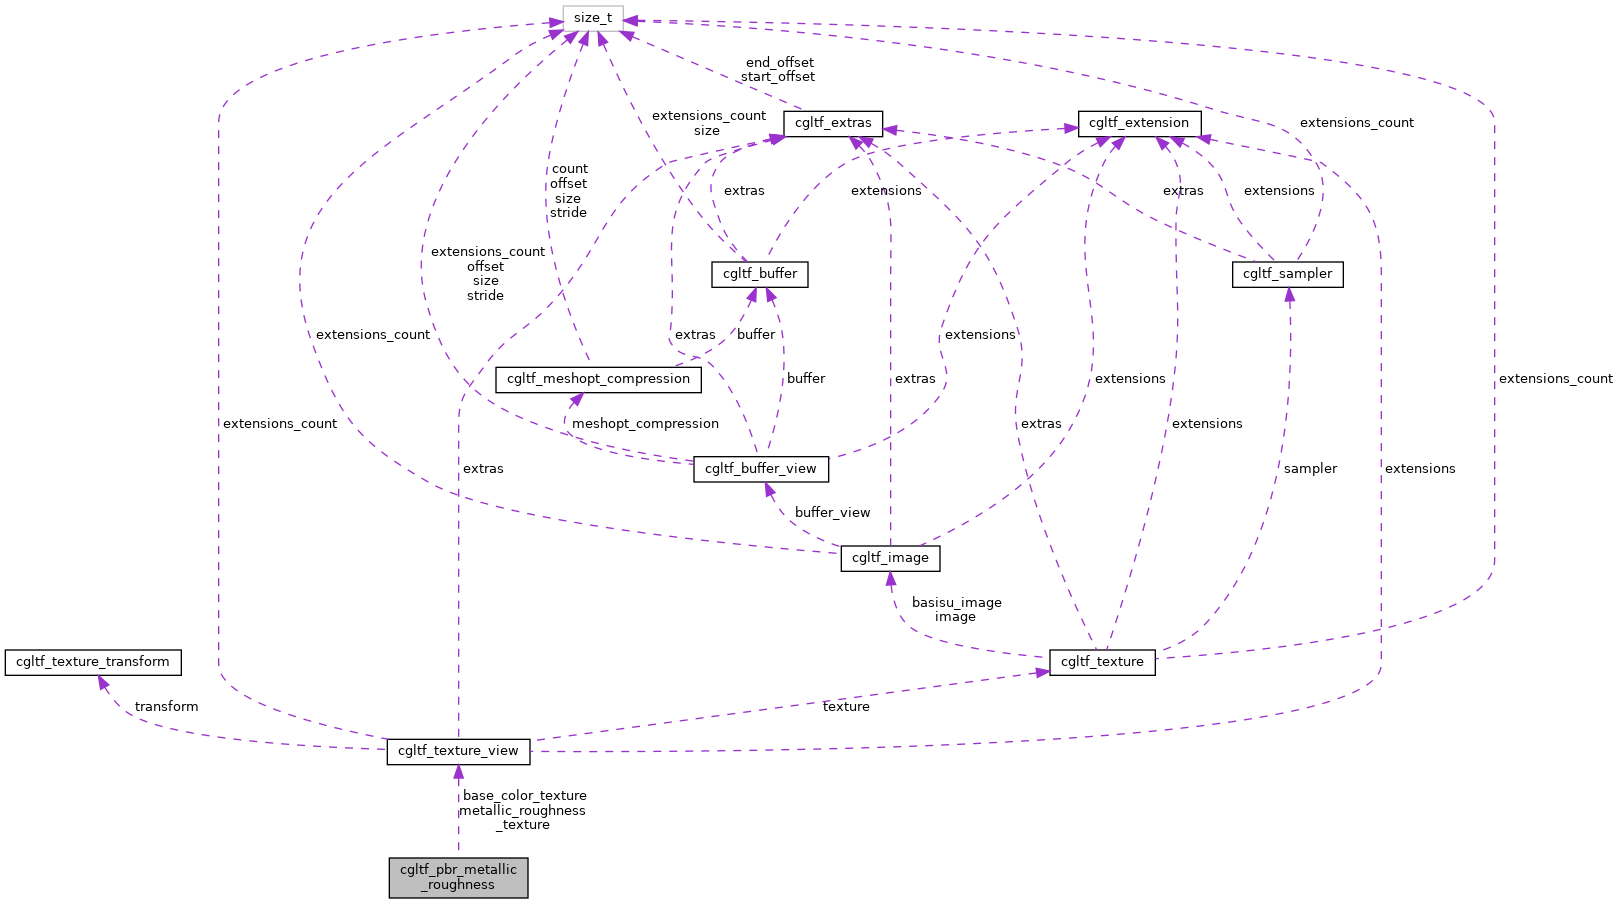 size_t
end_offset
start_offset
extensions_count
size
cgltf_extras
cgltf_extension
extensions_count
count
offset
size
stride
extras
extensions
extras
extensions
extensions_count
offset
size
stride
cgltf_buffer
cgltf_sampler
extensions_count
extras
buffer
extensions
cgltf_meshopt_compression
buffer
extras
extensions
extensions_count
extensions_count
meshopt_compression
extras
extensions
extras
cgltf_buffer_view
sampler
extensions
buffer_view
cgltf_image
basisu_image
image
cgltf_texture_transform
cgltf_texture
transform
texture
cgltf_texture_view
base_color_texture
metallic_roughness
_texture
cgltf_pbr_metallic
_roughness